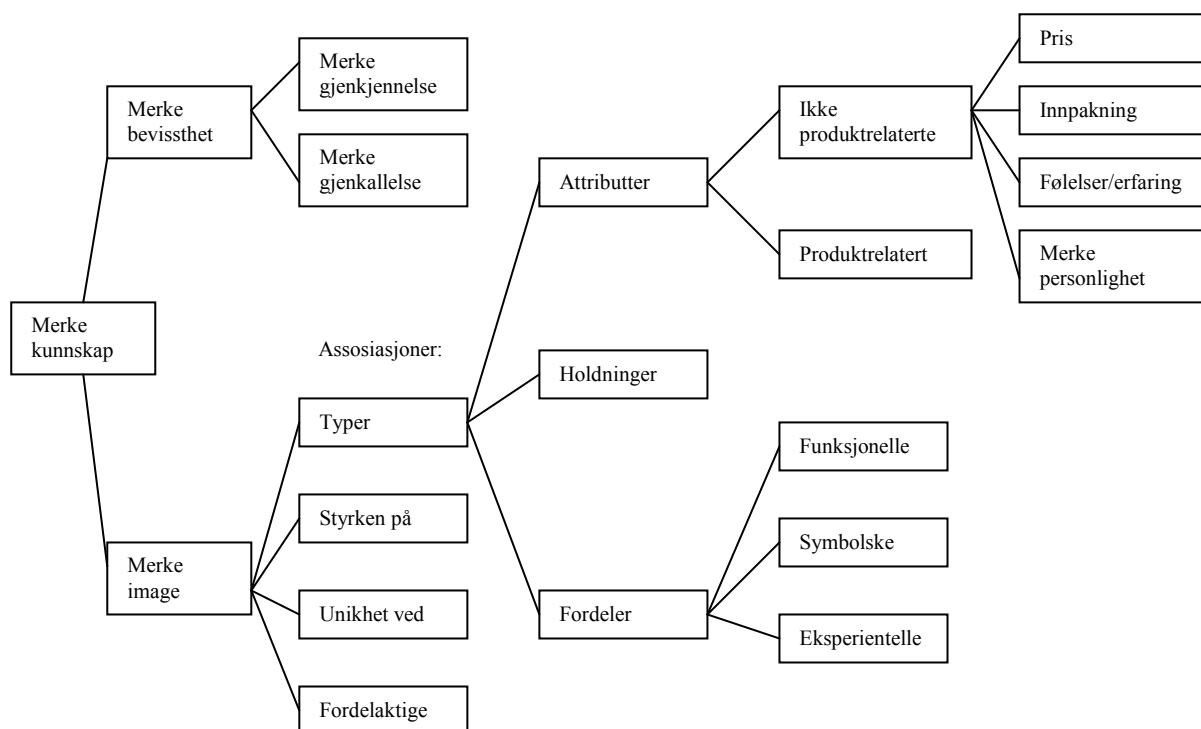 Merke
kunnskap
Merke
bevissthet
Merke
gjenkjennelse
Merke
gjenkallelse
Merke
image
Assosiasjoner:
Typer
Styrken på
Unikhet ved
Fordelaktige
Attributter
Holdninger
Fordeler
Ikke
produktrelaterte
Produktrelatert
Funksjonelle
Symbolske
Eksperientelle
Pris
Innpakning
Følelser/erfaring
Merke
personlighet